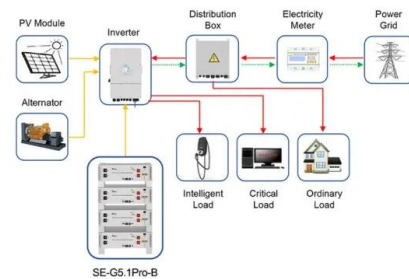 PV Module
Inverter
Distribution
Box
Electricity
Meter
Power
Grid
Alternator
Intelligent
Load
Critical
Load
Ordinary
Load
SE-G5.1Pro-B